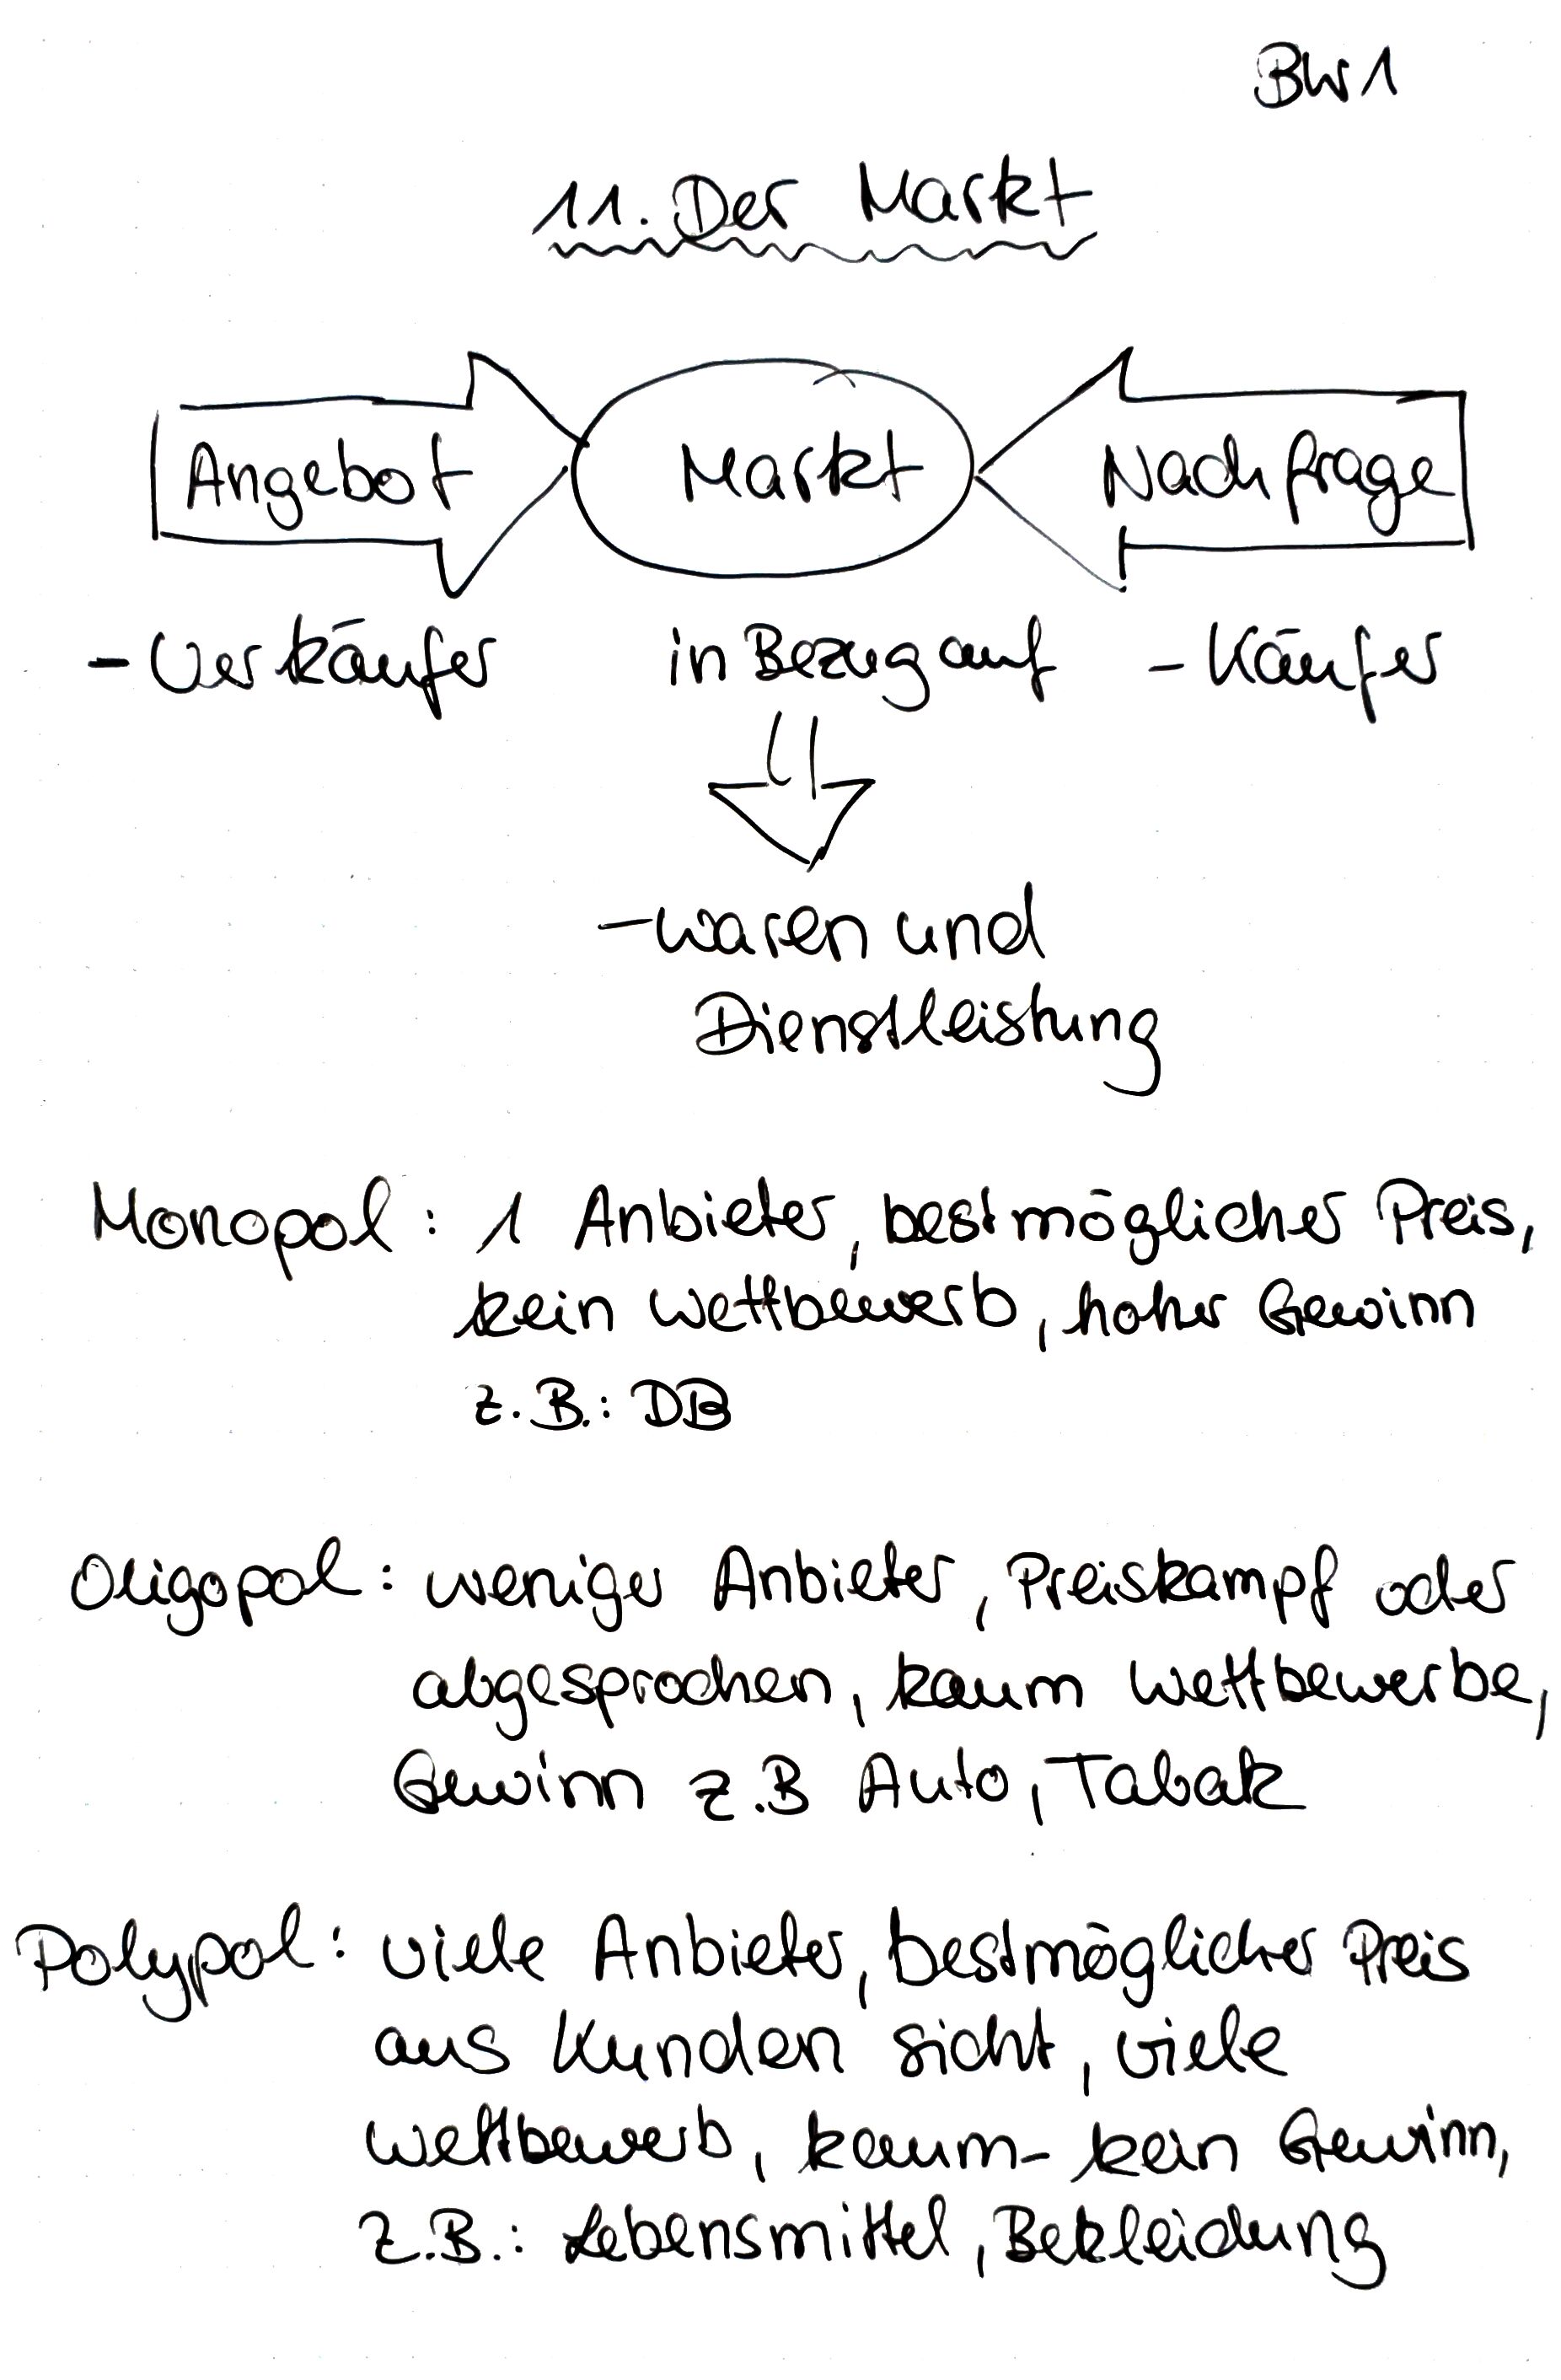 BW1
11. Der Markt
Angebot Markt Nachfrage
- Verkäufer in Bezug auf - Käufer
- waren und
Dienstleistung
Monopol : 1 Anbieter, bestmöglicher Preis,
kein Wettbewerb, hoher Gewinn
z.B.: DB
Oligopol : weniger Anbieter, Preiskampf oder
abgesprochen, kaum Wettbewerbe,
Gewinn z.B Auto, Tabak
Polypol : viele Anbieter, bestmöglicher Preis
aus Kunden sicht, viele
Wettbewerb, kaum- kein Gewinn,
z.B.: Lebensmittel, Bekleidung